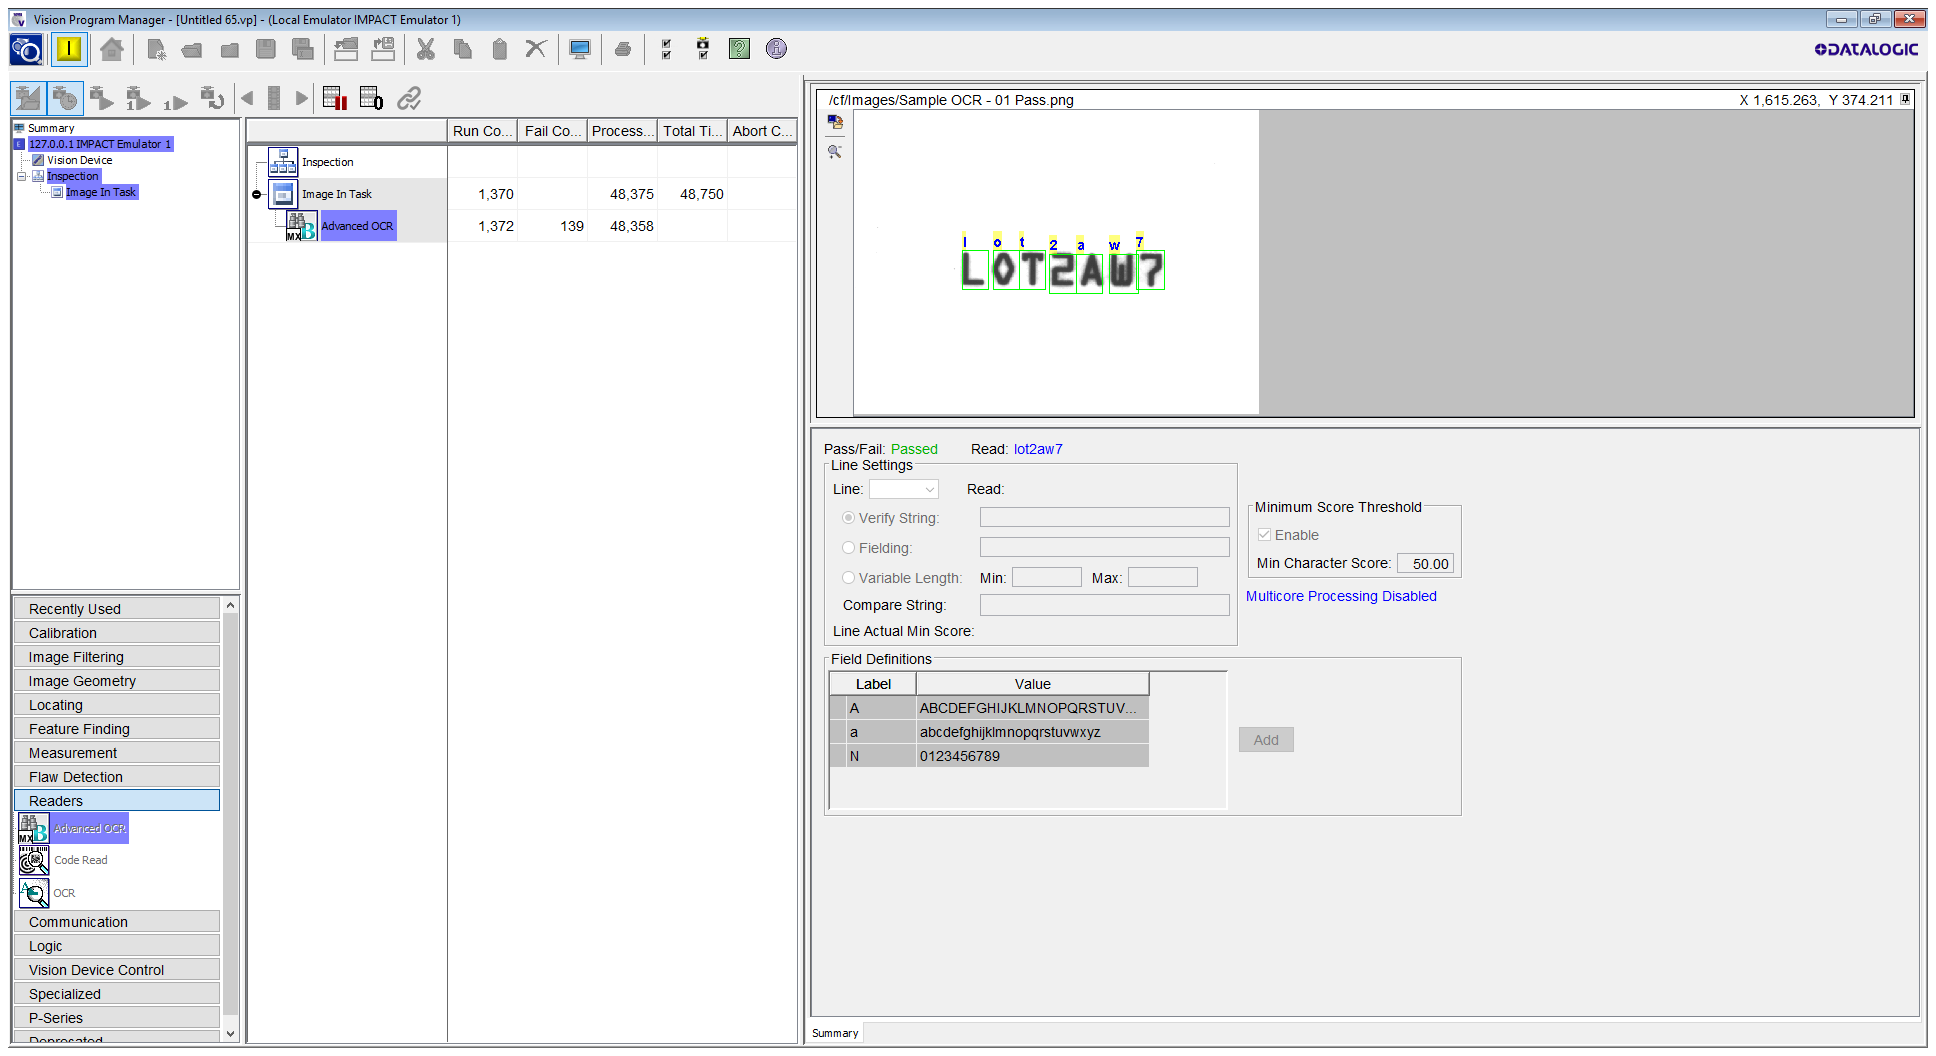 Vision Program Manager - [Untitled 65.vp] - (Local Emulator IMPACT Emulator 1)
DATALOGIC
Summary
127.0.0.1 IMPACT Emulator 1
Vision Device
Inspection
Image In Task
Run Co... Fail Co... Process... Total Ti... Abort C...
Inspection
Image In Task 1,370 48,375 48,750
MX B Advanced OCR 1,372 139 48,358
Recently Used
Calibration
Image Filtering
Image Geometry
Locating
Feature Finding
Measurement
Flaw Detection
Readers
MX B Advanced OCR
Code Read
OCR
Communication
Logic
Vision Device Control
Specialized
P-Series
Deprecated
/cf/Images/Sample OCR - 01 Pass.png X 1,615.263, Y 374.211
l o t 2 a w 7
LOT2AW7
Pass/Fail: Passed Read: lot2aw7
Line Settings
Line: Read:
Verify String:
Fielding:
Variable Length: Min: Max:
Compare String:
Line Actual Min Score:
Minimum Score Threshold
Enable
Min Character Score: 50.00
Multicore Processing Disabled
Field Definitions
Label Value
A ABCDEFGHIJKLMNOPQRSTUV...
a abcdefghijklmnopqrstuvwxyz
N 0123456789
Add
Summary